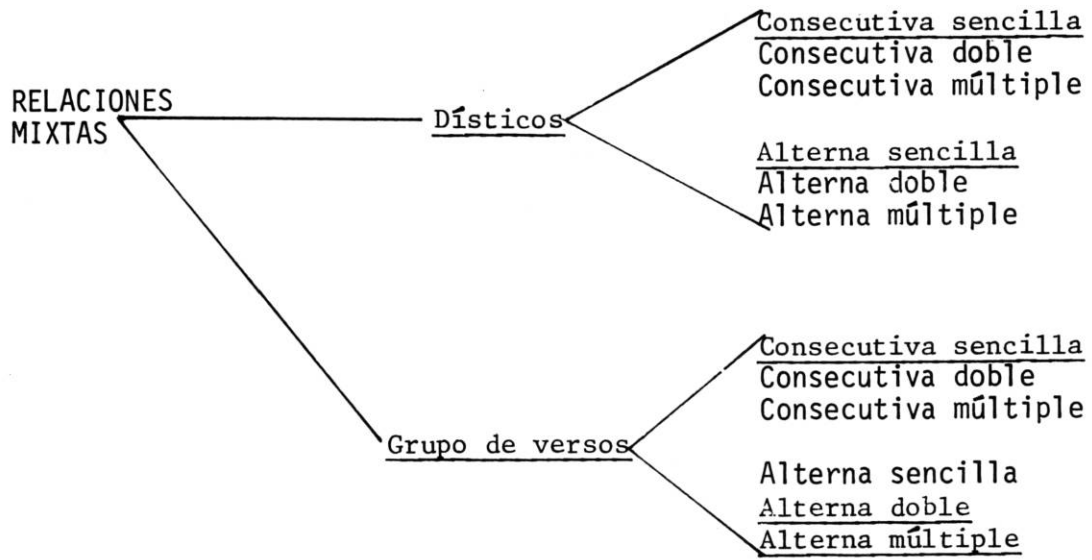 RELACIONES
MIXTAS
Dísticos
Consecutiva sencilla
Consecutiva doble
Consecutiva múltiple
Alterna sencilla
Alterna doble
Alterna múltiple
Grupo de versos
Consecutiva sencilla
Consecutiva doble
Consecutiva múltiple
Alterna sencilla
Alterna doble
Alterna múltiple